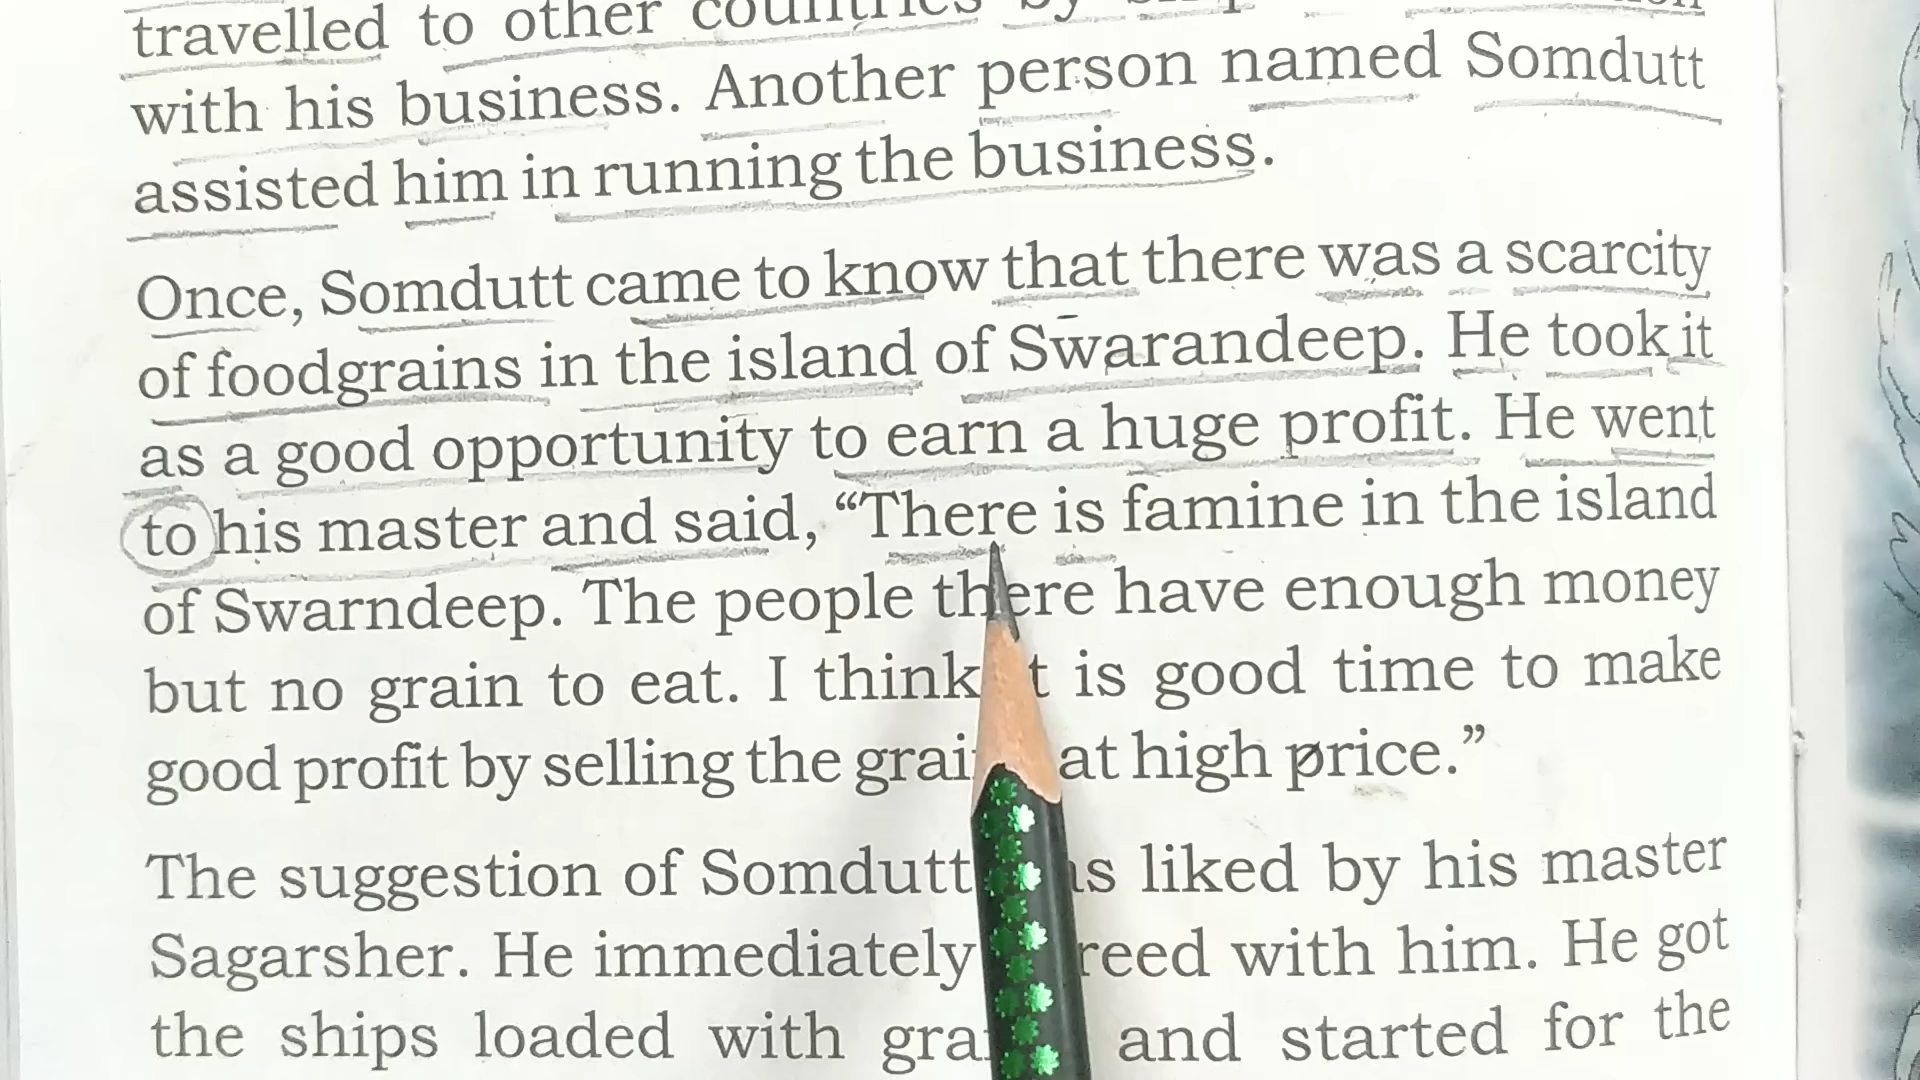 travelled to other countries by
with his business. Another person named Somdutt
assisted him in running the business.
Once, Somdutt came to know that there was a scarcity
of foodgrains in the island of Swarandeep. He took it
as a good opportunity to earn a huge profit. He went
to his master and said, “There is famine in the island
of Swarndeep. The people there have enough money
but no grain to eat. I think is good time to make
good profit by selling the at high price.”
The suggestion of Somdutt liked by his master
Sagarsher. He immediately with him. He got
the ships loaded with and started for the